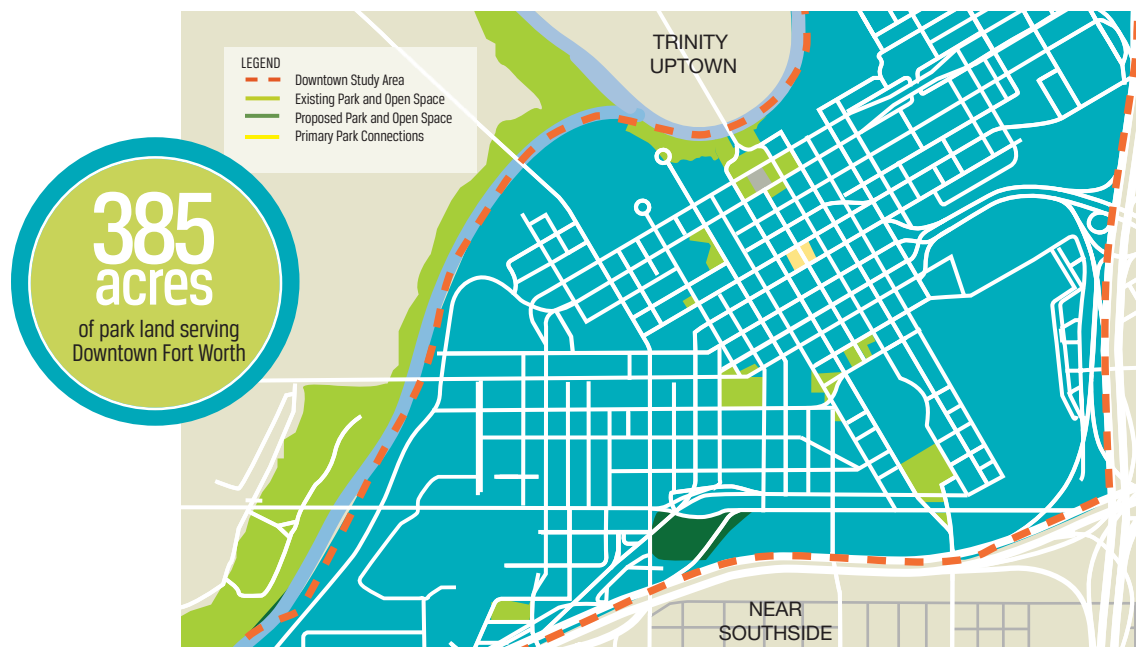 TRINITY
UPTOWN
LEGEND
Downtown Study Area
Existing Park and Open Space
Proposed Park and Open Space
Primary Park Connections
385
acres
of park land serving
Downtown Fort Worth
NEAR
SOUTHSIDE